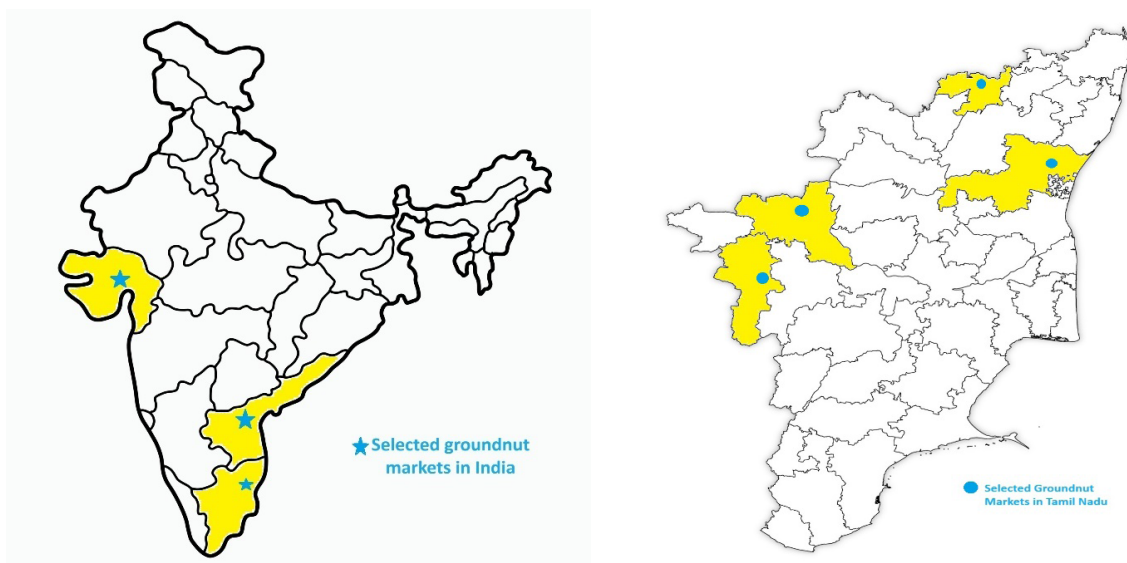 Selected groundnut
markets in India
Selected Groundnut
Markets in Tamil Nadu